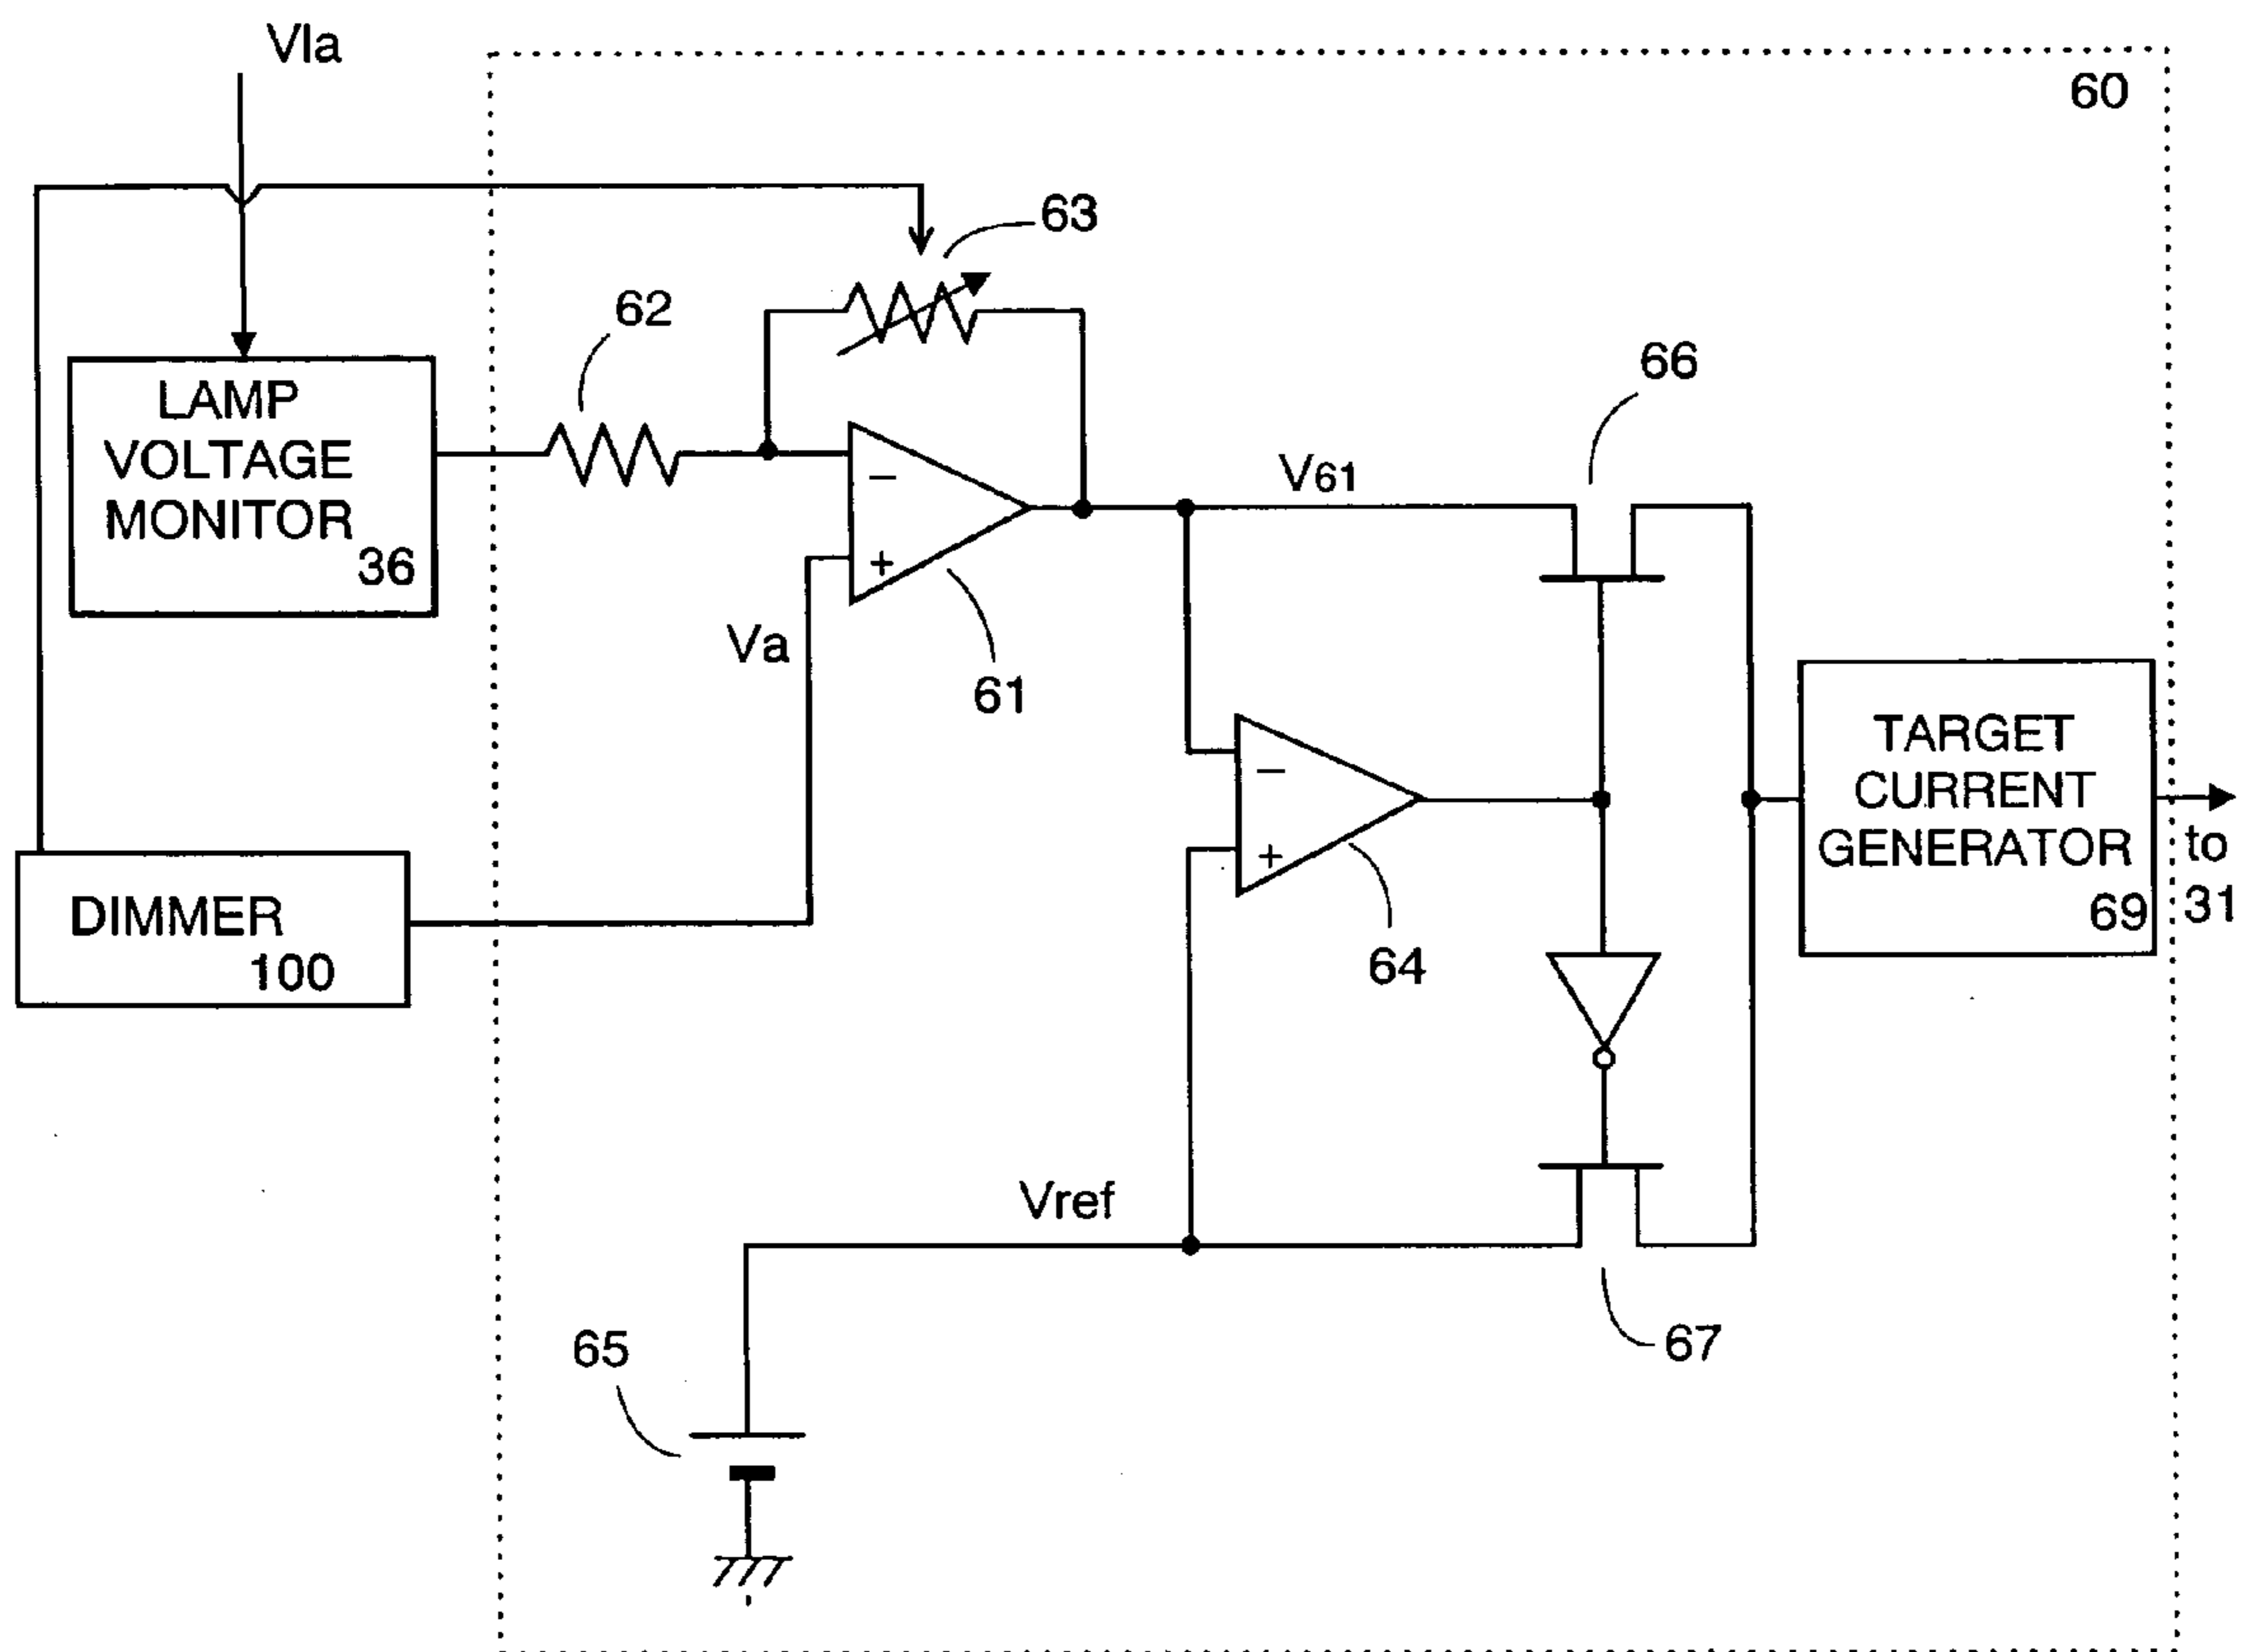 Vla
60
63
62
LAMP
VOLTAGE
MONITOR
36
66
V61
−
+
Va
61
TARGET
CURRENT
GENERATOR
69
to
31
−
+
64
DIMMER
100
Vref
65
67